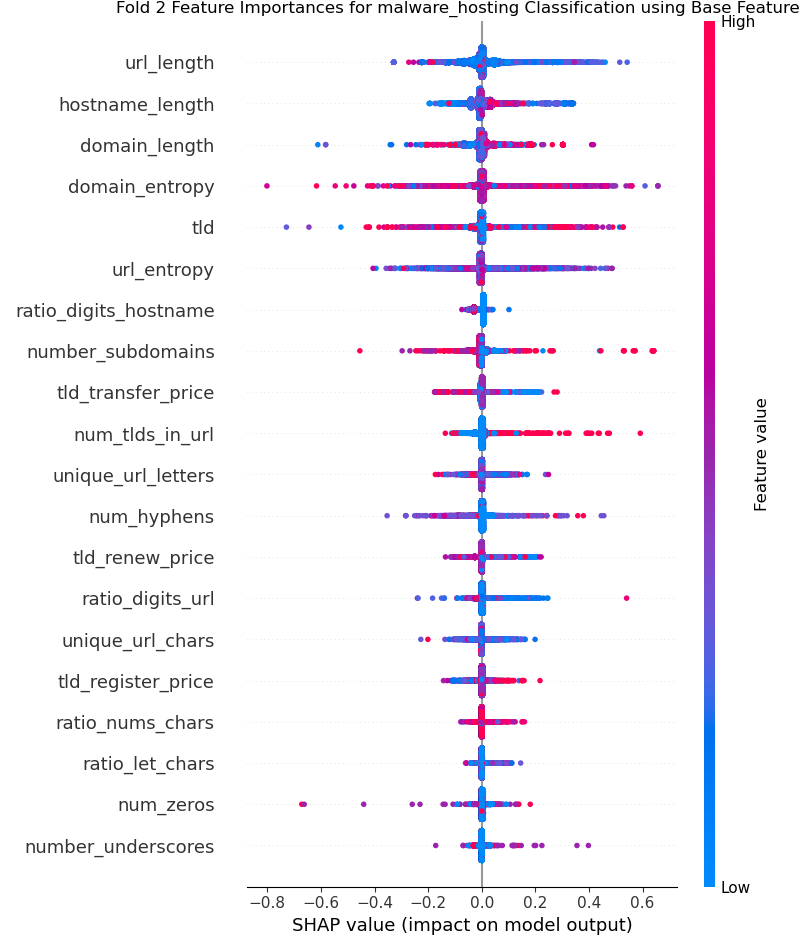 Fold 2 Feature Importances for malware_hosting Classification using Base Feature
High
url_length
hostname_length
domain_length
domain_entropy
tld
url_entropy
ratio_digits_hostname
number_subdomains
tld_transfer_price
num_tlds_in_url
unique_url_letters
num_hyphens
tld_renew_price
ratio_digits_url
unique_url_chars
tld_register_price
ratio_nums_chars
ratio_let_chars
num_zeros
number_underscores
Feature value
Low
−0.8 −0.6 −0.4 −0.2 0.0 0.2 0.4 0.6
SHAP value (impact on model output)